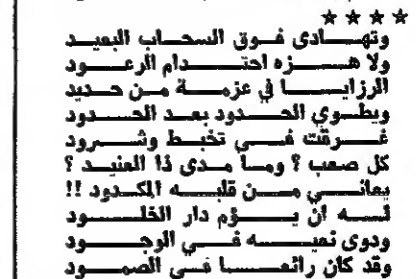 ****
وتهادى فوق السحاب البعيد
ولا هزه احتدام الرعود
الرزايا في عزمة من حديد
ويطوي الحدود بعد الحدود
غرقت في تخبط وشرود
كل صعب ؟ وما مدى ذا العنيد ؟
يعاني من قلبه المكدود !!
له ان يؤم دار الخلود
ودوى نعيه في الوجود
وقد كان رائعا في الصمود